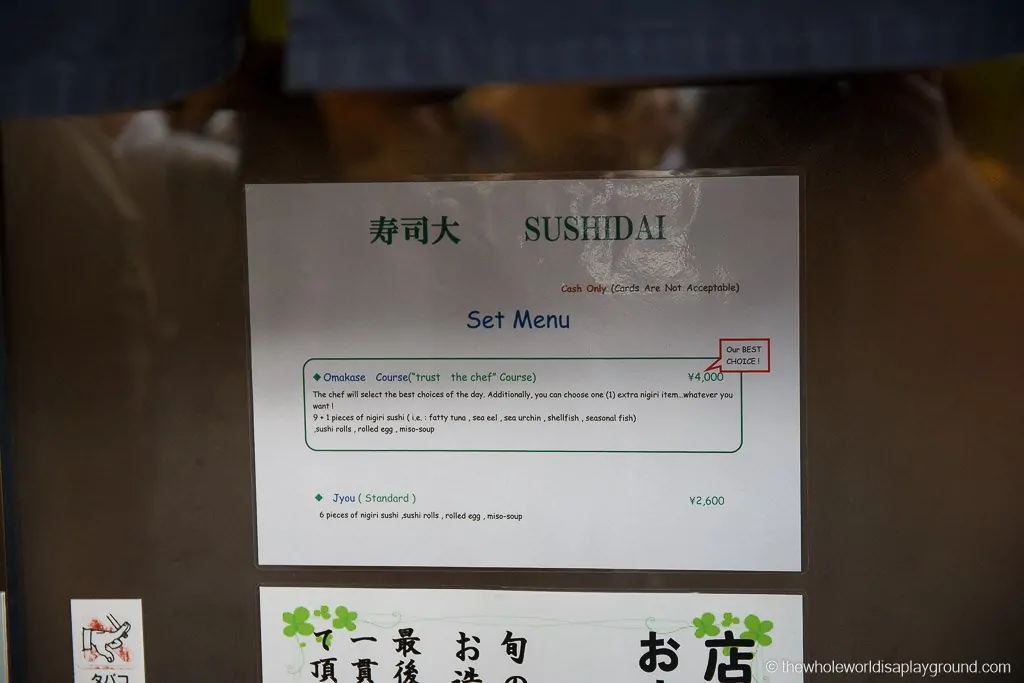 寿司大 SUSHIDAI
Cash Only (Cards Are Not Acceptable)
Set Menu
Our BEST
CHOICE !
◆Omakase Course("trust the chef" Course) ¥4,000
The chef will select the best choices of the day. Additionally, you can choose one (1) extra nigiri item...whatever you
want !
9 + 1 pieces of nigiri sushi ( i.e. : fatty tuna , sea eel , sea urchin , shellfish , seasonal fish)
,sushi rolls , rolled egg , miso-soup
◆ Jyou ( Standard ) ¥2,600
6 pieces of nigiri sushi ,sushi rolls , rolled egg , miso-soup
店
お
旬の
お造
最後
一貫
て頂
タバコ
© thewholeworldisaplayground.com